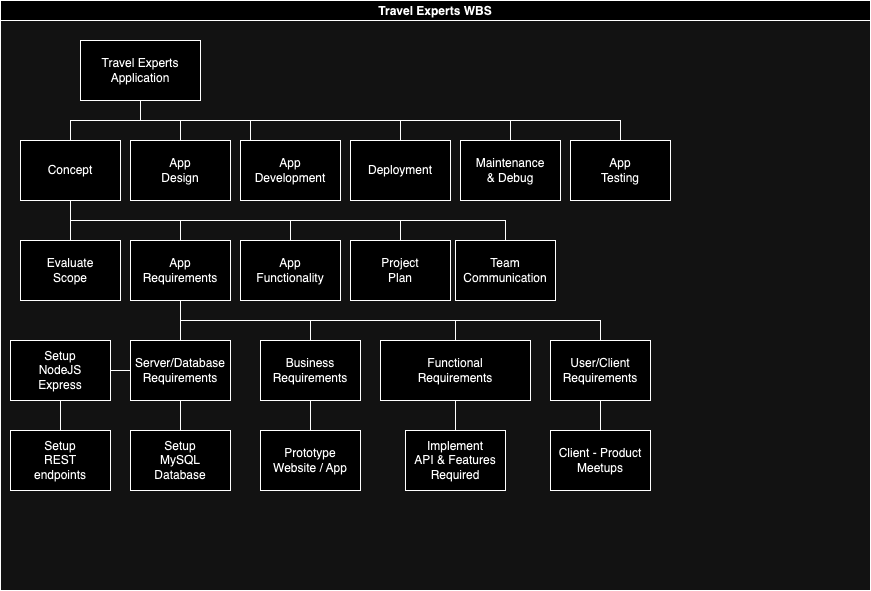 Travel Experts WBS
Travel Experts
Application
Concept
App
Design
App
Development
Deployment
Maintenance
& Debug
App
Testing
Evaluate
Scope
App
Requirements
App
Functionality
Project
Plan
Team
Communication
Setup
NodeJS
Express
Server/Database
Requirements
Business
Requirements
Functional
Requirements
User/Client
Requirements
Setup
REST
endpoints
Setup
MySQL
Database
Prototype
Website / App
Implement
API & Features
Required
Client - Product
Meetups